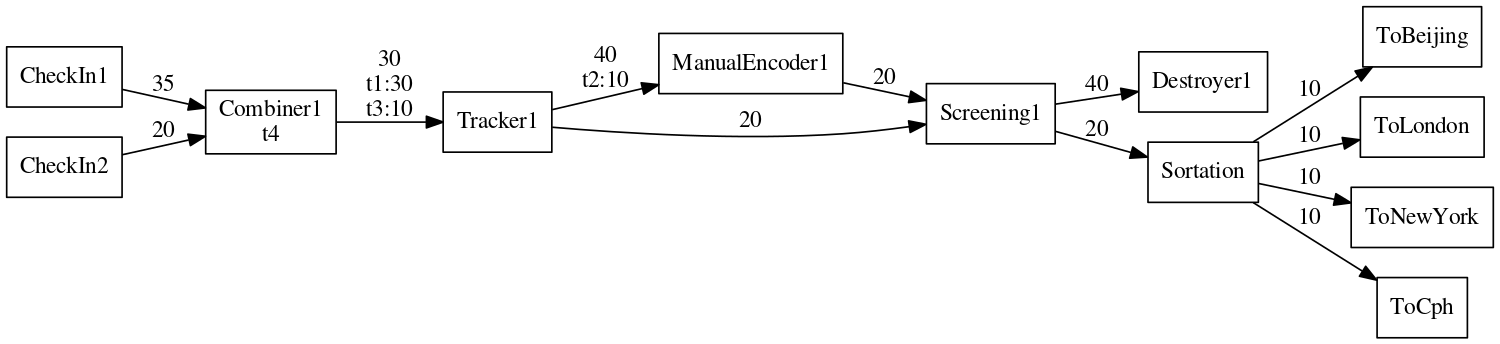 CheckIn1
35
CheckIn2
20
Combiner1
t4
30
t1:30
t3:10
Tracker1
40
t2:10
20
ManualEncoder1
20
Screening1
40
20
Destroyer1
Sortation
10
10
10
10
ToBeijing
ToLondon
ToNewYork
ToCph